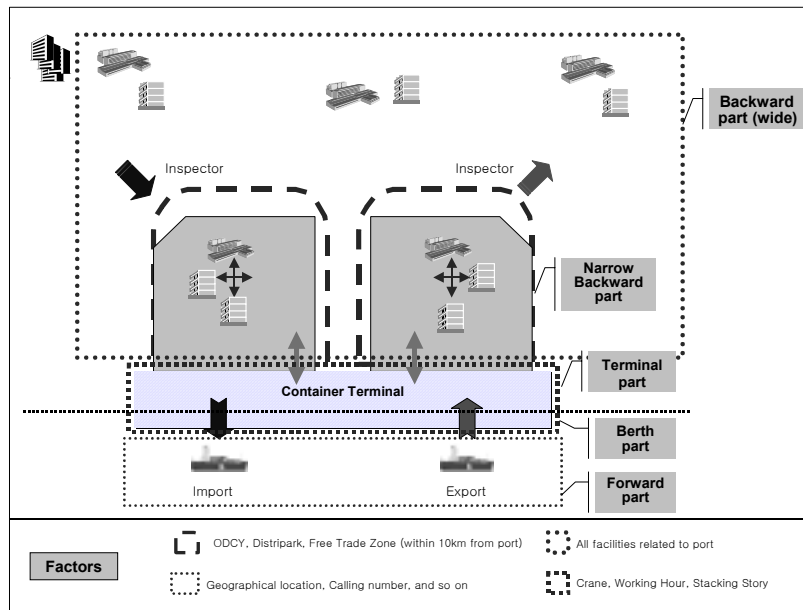 Backward
part (wide)
Inspector
Inspector
Narrow
Backward
part
Terminal
part
Container Terminal
Berth
part
Import
Export
Forward
part
Factors
ODCY, Distripark, Free Trade Zone (within 10km from port)
All facilities related to port
Geographical location, Calling number, and so on
Crane, Working Hour, Stacking Story